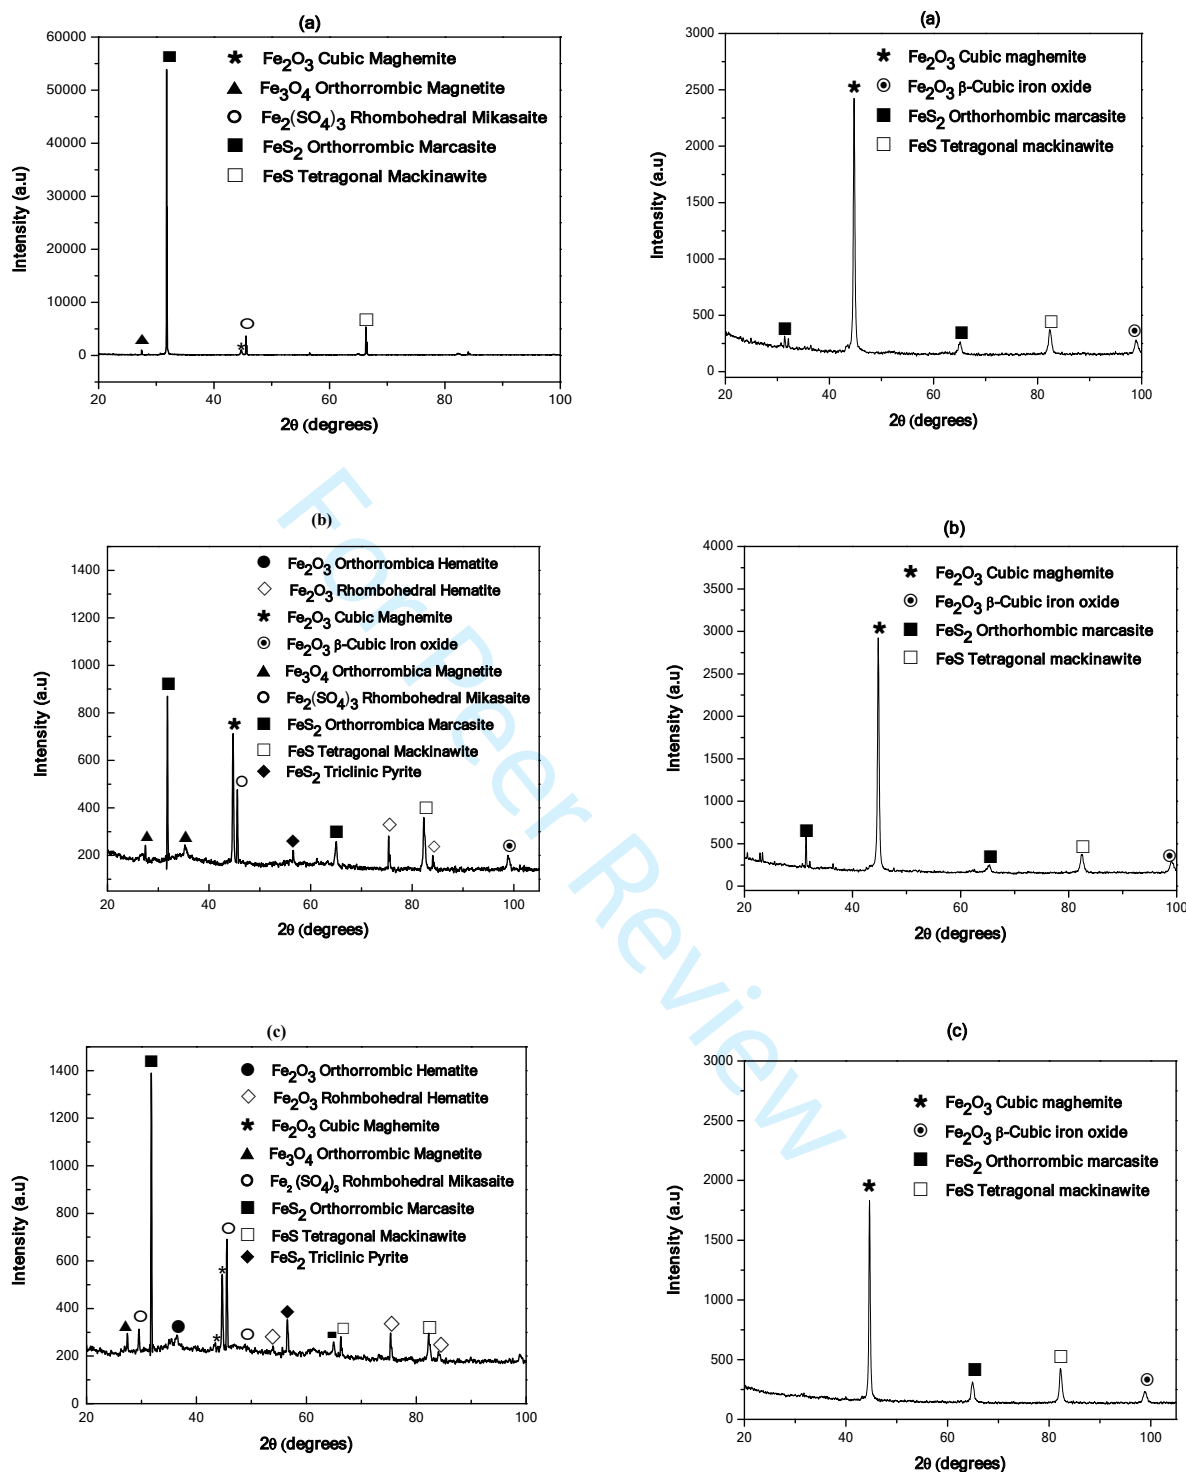 (a)
60000
50000
40000
30000
20000
10000
0
20 40 60 80 100
Intensity (a.u)
2θ (degrees)
Fe2O3 Cubic Maghemite
Fe3O4 Orthorrombic Magnetite
Fe2(SO4)3 Rhombohedral Mikasaite
FeS2 Orthorrombic Marcasite
FeS Tetragonal Mackinawite
(a)
3000
2500
2000
1500
1000
500
0
20 40 60 80 100
Intensity (a.u)
2θ (degrees)
Fe2O3 Cubic maghemite
Fe2O3 β-Cubic iron oxide
FeS2 Orthorhombic marcasite
FeS Tetragonal mackinawite
(b)
1400
1200
1000
800
600
400
200
20 40 60 80 100
Intensity (a.u)
2θ (degrees)
Fe2O3 Orthorrombica Hematite
Fe2O3 Rhombohedral Hematite
Fe2O3 Cubic Maghemite
Fe2O3 β-Cubic Iron oxide
Fe3O4 Orthorrombica Magnetite
Fe2(SO4)3 Rhombohedral Mikasaite
FeS2 Orthorrombica Marcasite
FeS Tetragonal Mackinawite
FeS2 Triclinic Pyrite
(b)
4000
3500
3000
2500
2000
1500
1000
500
0
20 40 60 80 100
Intensity (a.u)
2θ (degrees)
Fe2O3 Cubic maghemite
Fe2O3 β-Cubic iron oxide
FeS2 Orthorhombic marcasite
FeS Tetragonal mackinawite
(c)
1400
1200
1000
800
600
400
200
0
20 40 60 80 100
Intensity (a.u)
2θ (degrees)
Fe2O3 Orthorrombic Hematite
Fe2O3 Rohmbohedral Hematite
Fe2O3 Cubic Maghemite
Fe3O4 Orthorrombic Magnetite
Fe2 (SO4)3 Rohmbohedral Mikasaite
FeS2 Orthorrombic Marcasite
FeS Tetragonal Mackinawite
FeS2 Triclinic Pyrite
(c)
3000
2500
2000
1500
1000
500
0
20 40 60 80 100
Intensity (a.u)
2θ (degrees)
Fe2O3 Cubic maghemite
Fe2O3 β-Cubic iron oxide
FeS2 Orthorrombic marcasite
FeS Tetragonal mackinawite
For Peer Review